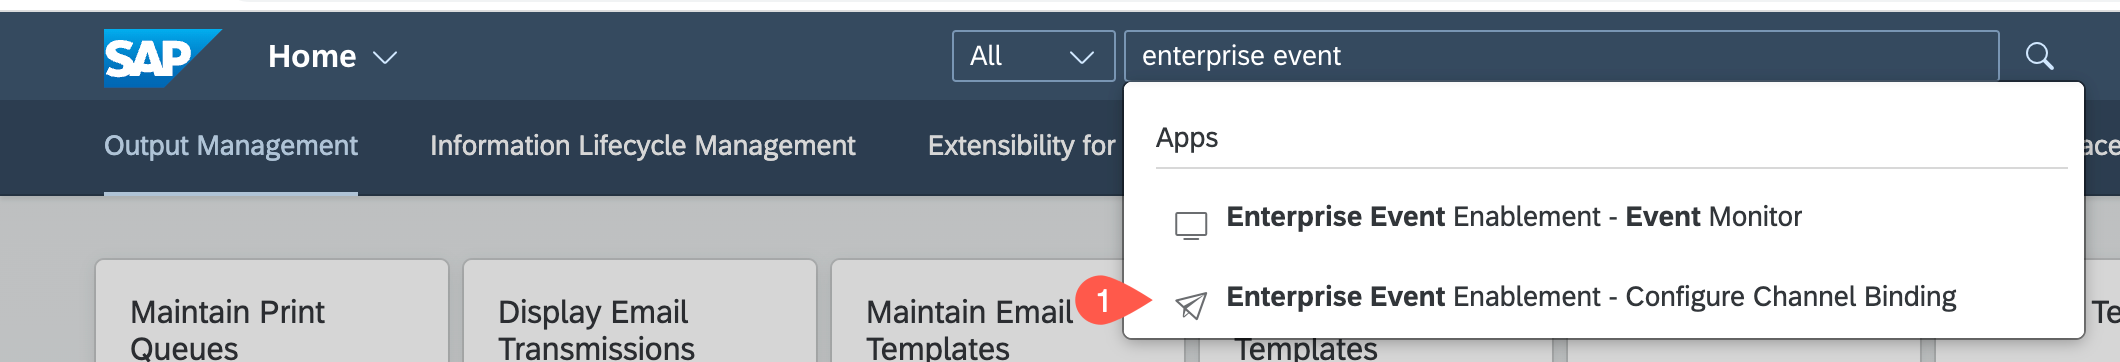 SAP
Home
All
enterprise event
Output Management
Information Lifecycle Management
Extensibility for
Apps
Enterprise Event Enablement - Event Monitor
1
Enterprise Event Enablement - Configure Channel Binding
Maintain Print
Queues
Display Email
Transmissions
Maintain Email
Templates
Templates